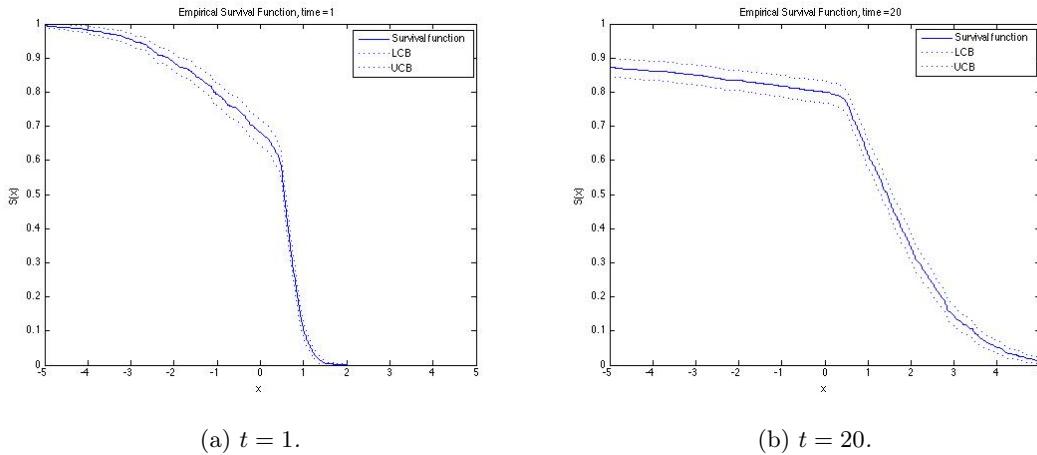 Empirical Survival Function, time =1
1
0.9
0.8
0.7
0.6
0.5
0.4
0.3
0.2
0.1
0
S(x)
Survival function
LCB
UCB
-5 -4 -3 -2 -1 0 1 2 3 4 5
x
(a) t = 1.
Empirical Survival Function, time =20
1
0.9
0.8
0.7
0.6
0.5
0.4
0.3
0.2
0.1
0
S(x)
Survival function
LCB
UCB
-5 -4 -3 -2 -1 0 1 2 3 4 5
x
(b) t = 20.